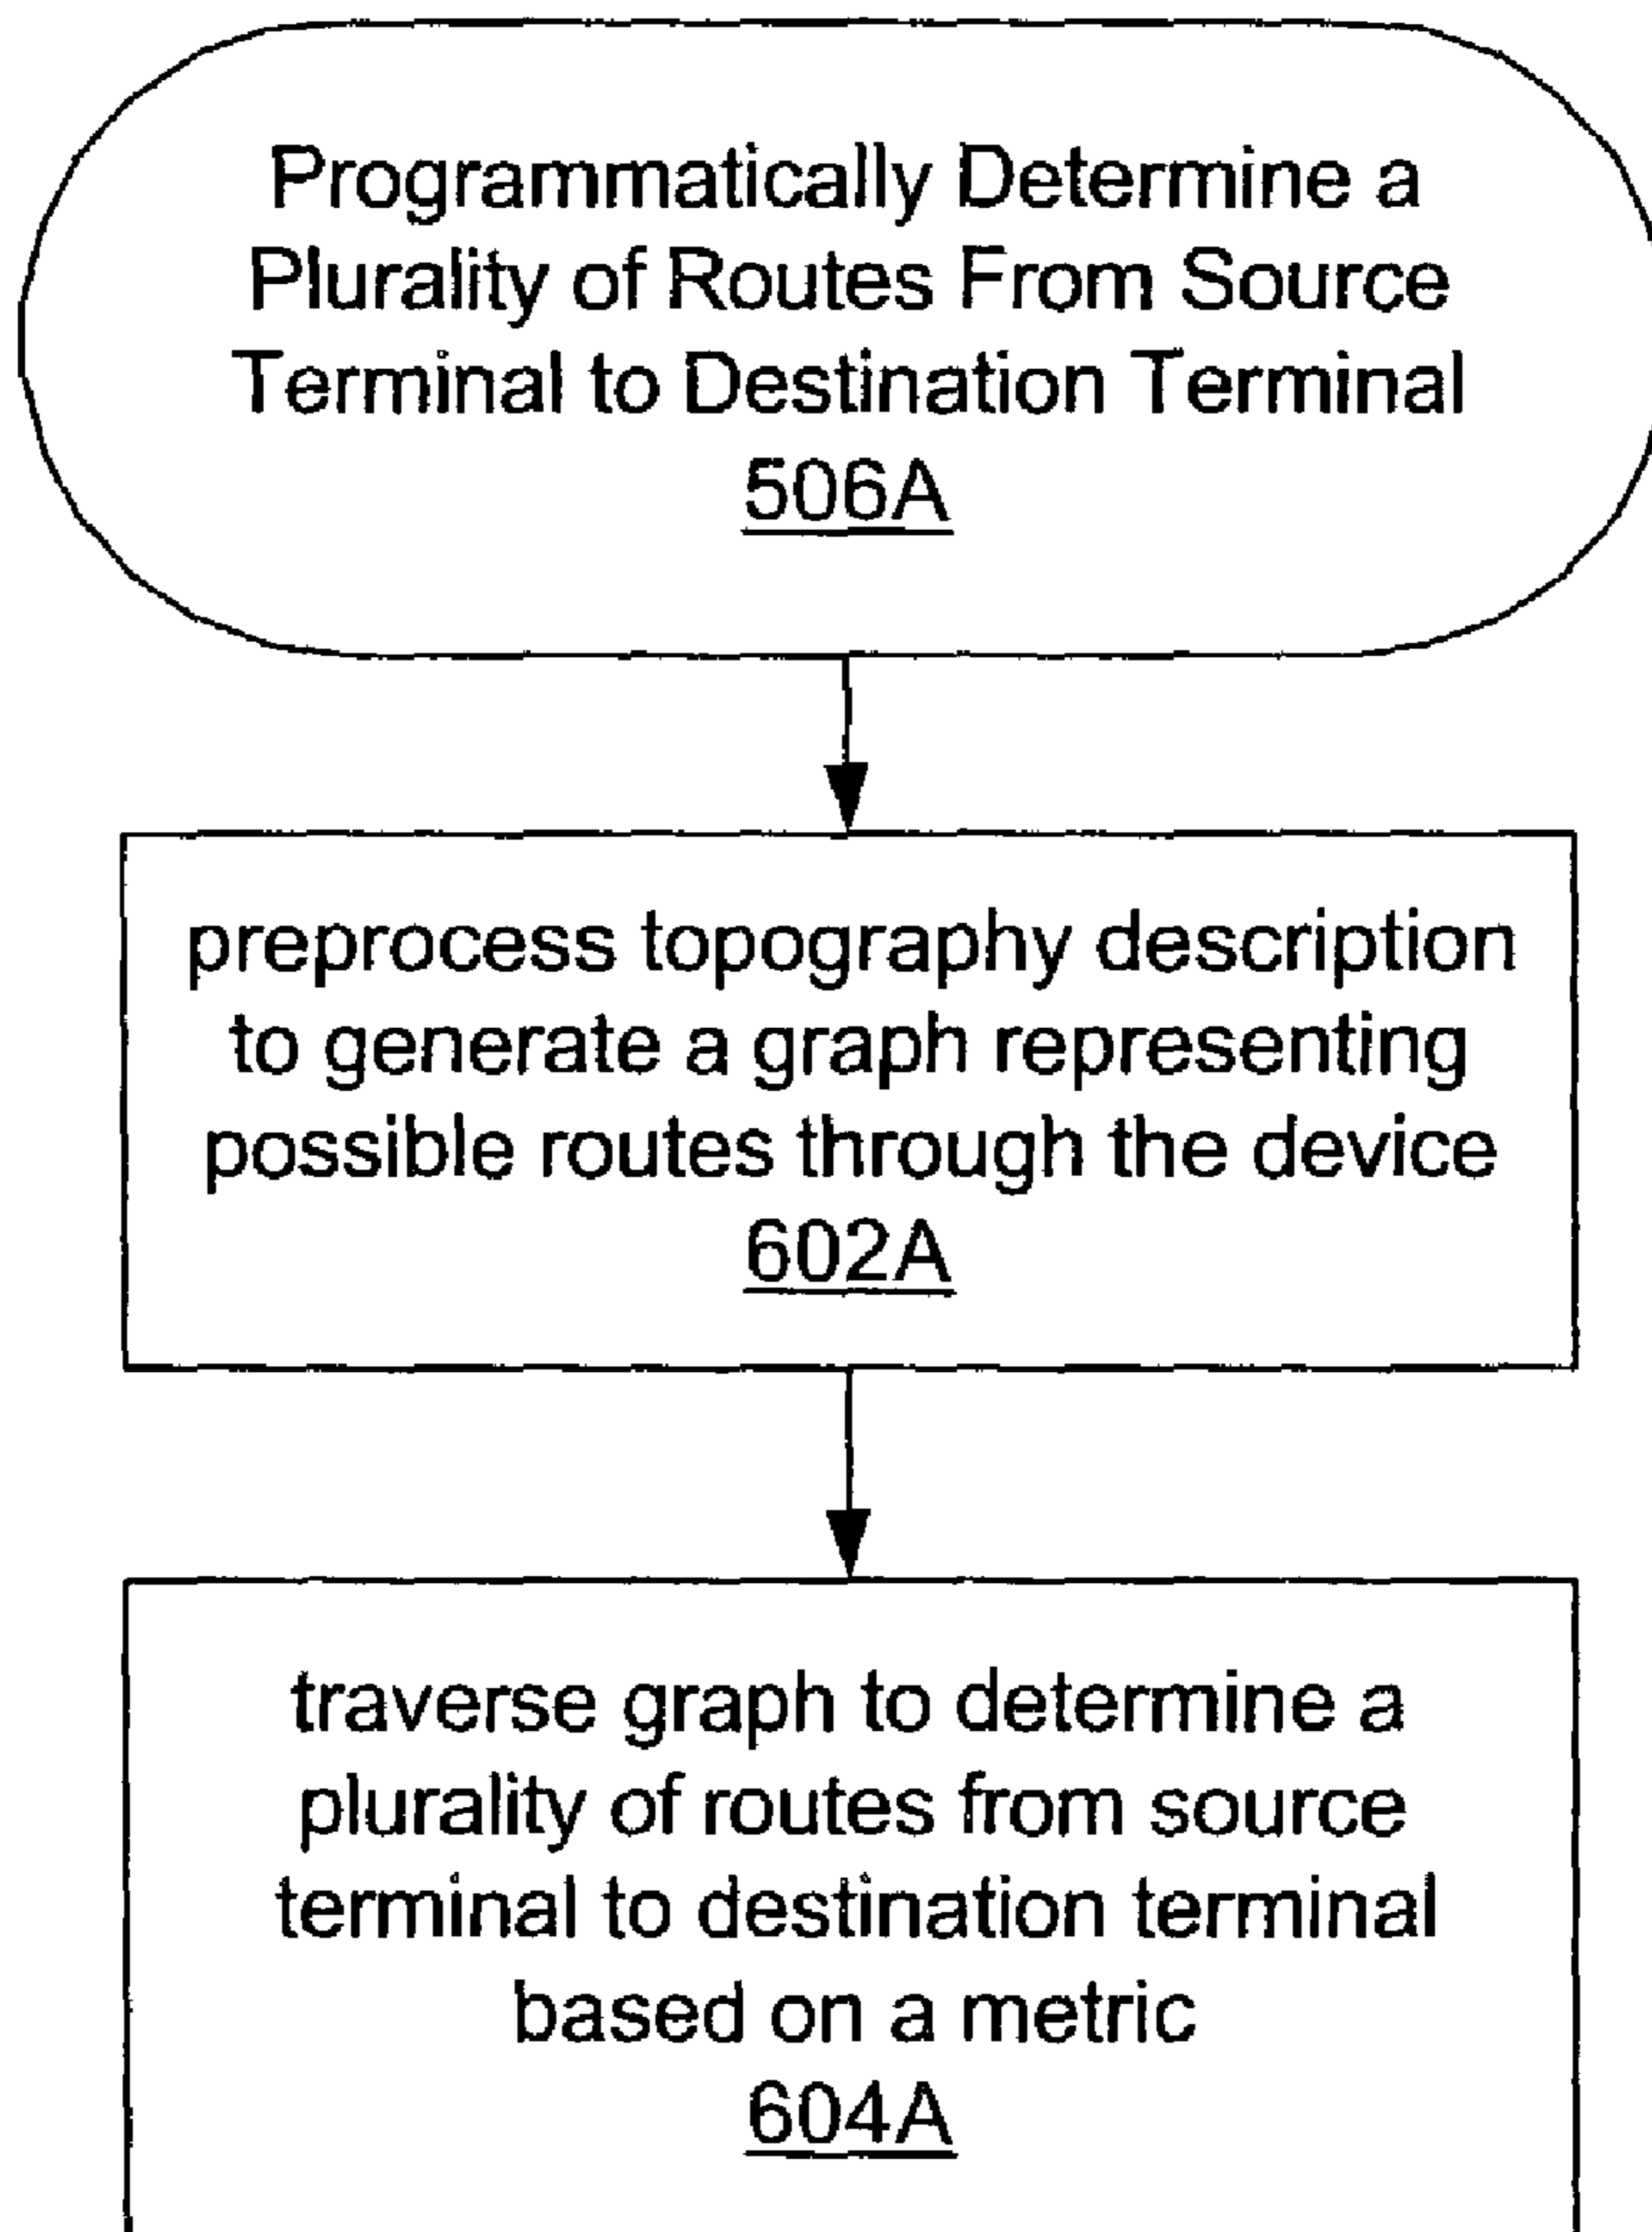 Programmatically Determine a
Plurality of Routes From Source
Terminal to Destination Terminal
506A
preprocess topography description
to generate a graph representing
possible routes through the device
602A
traverse graph to determine a
plurality of routes from source
terminal to destination terminal
based on a metric
604A